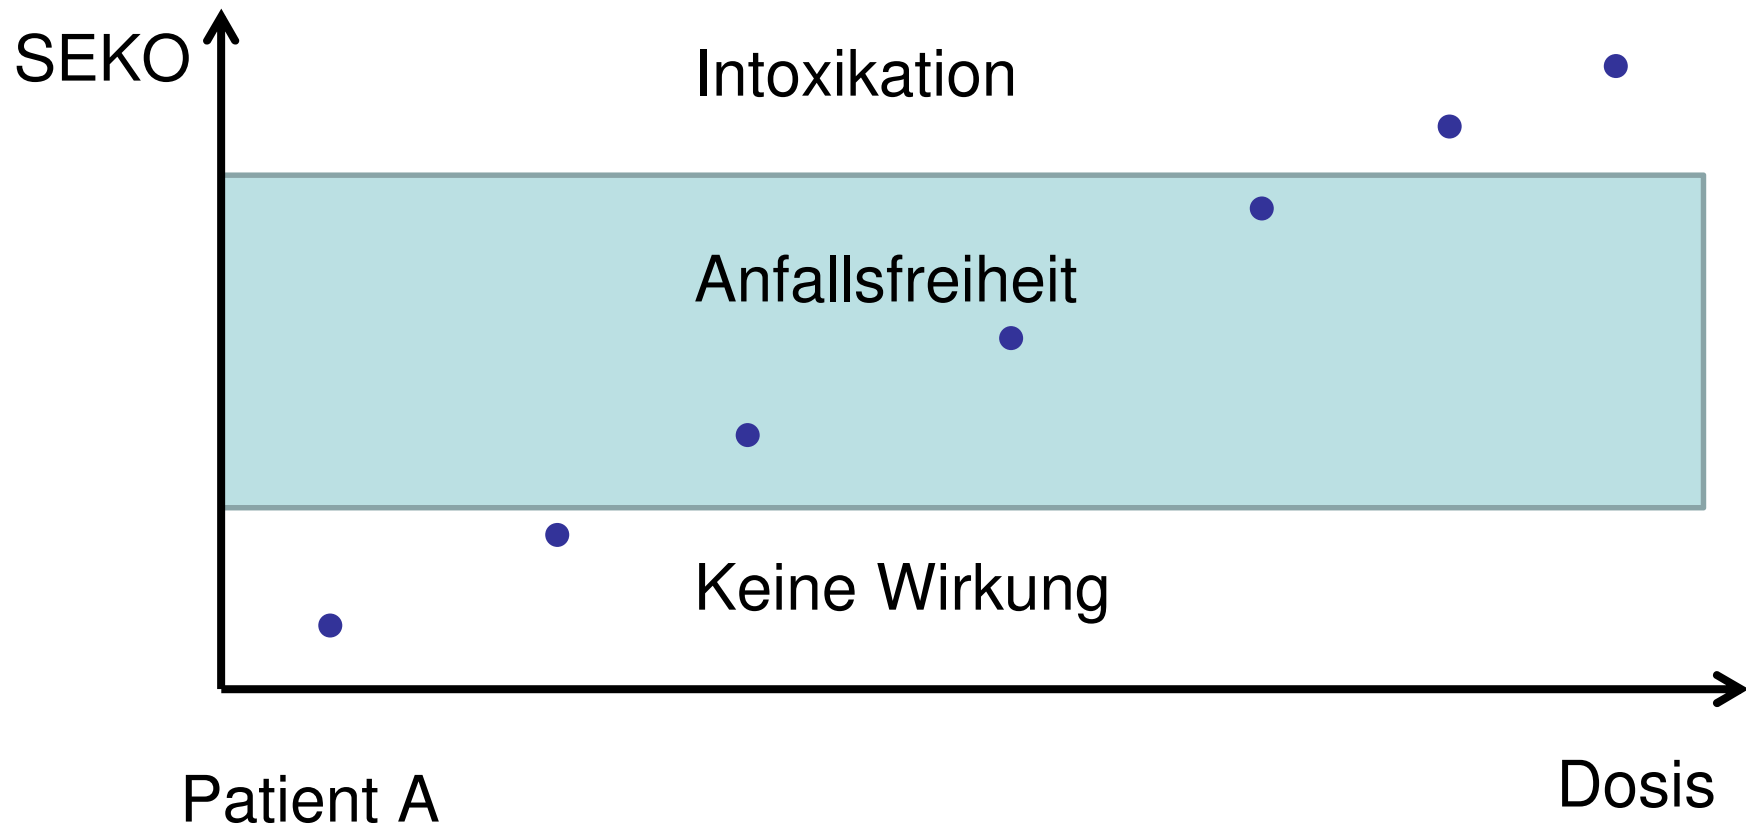 SEKO
Intoxikation
Anfallsfreiheit
Keine Wirkung
Dosis
Patient A